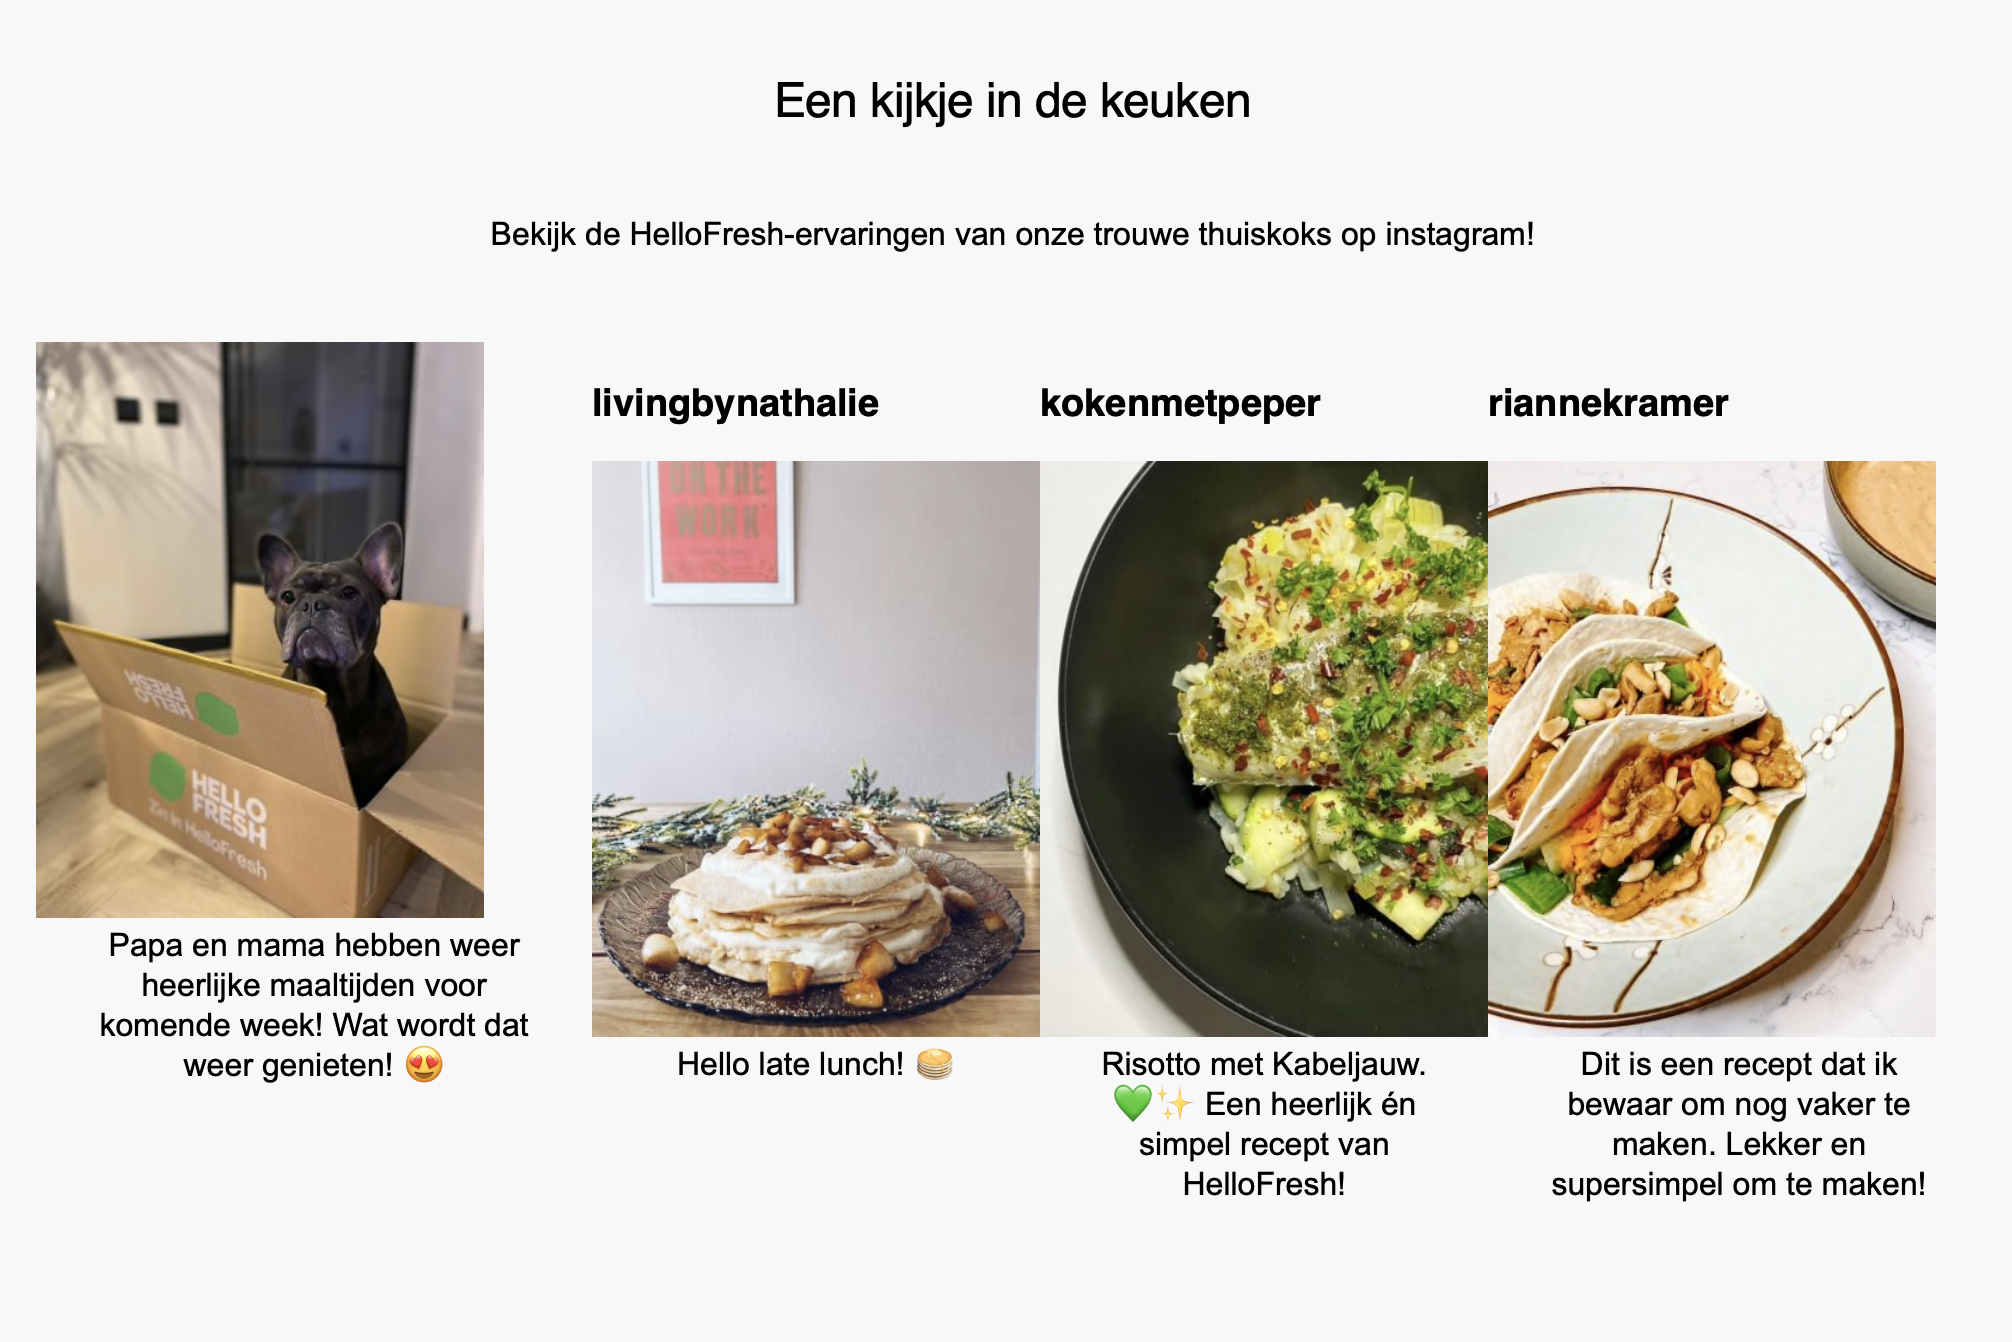 Een kijkje in de keuken
Bekijk de HelloFresh-ervaringen van onze trouwe thuiskoks op instagram!
HELLO
FRESH
HELLO
FRESH
Zin in HelloFresh
Papa en mama hebben weer
heerlijke maaltijden voor
komende week! Wat wordt dat
weer genieten! 😍
livingbynathalie
ON THE
WORK
Hello late lunch! 🥞
kokenmetpeper
Risotto met Kabeljauw.
💚✨ Een heerlijk én
simpel recept van
HelloFresh!
riannekramer
Dit is een recept dat ik
bewaar om nog vaker te
maken. Lekker en
supersimpel om te maken!